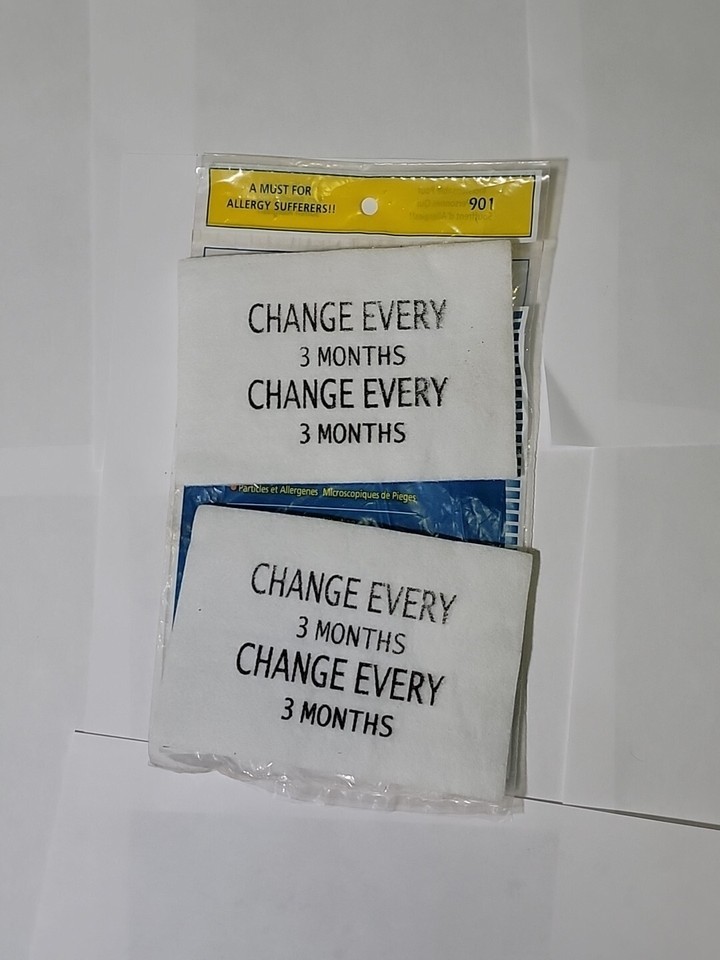 A MUST FOR
ALLERGY SUFFERERS!!
901
CHANGE EVERY
3 MONTHS
CHANGE EVERY
3 MONTHS
Particles et Allergenes Microscopiques de Pieges
CHANGE EVERY
3 MONTHS
CHANGE EVERY
3 MONTHS